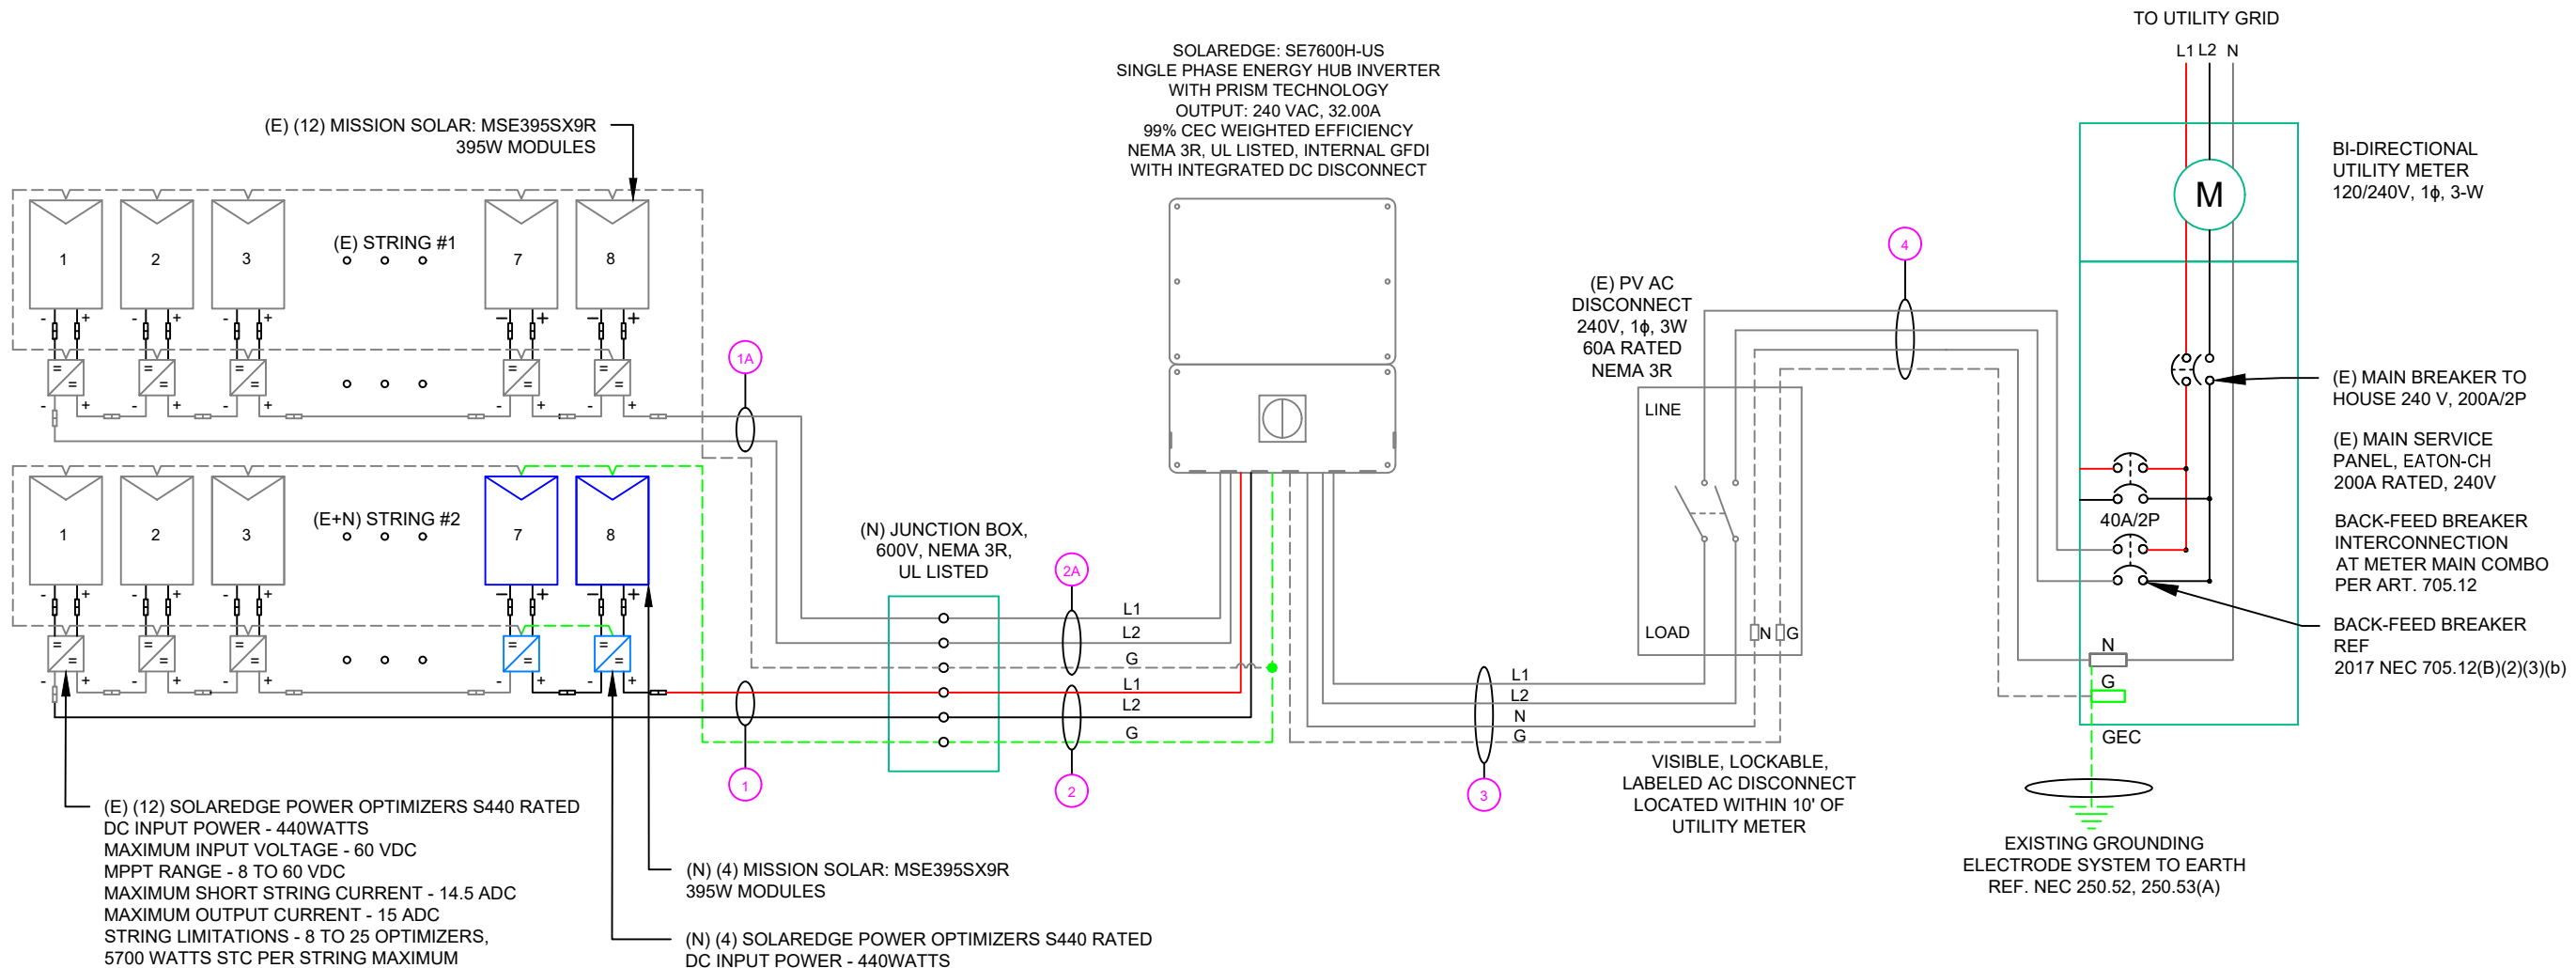 TO UTILITY GRID
L1 L2 N
SOLAREDGE: SE7600H-US
SINGLE PHASE ENERGY HUB INVERTER
WITH PRISM TECHNOLOGY
OUTPUT: 240 VAC, 32.00A
99% CEC WEIGHTED EFFICIENCY
NEMA 3R, UL LISTED, INTERNAL GFDI
WITH INTEGRATED DC DISCONNECT
(E) (12) MISSION SOLAR: MSE395SX9R
395W MODULES
BI-DIRECTIONAL
UTILITY METER
120/240V, 1ϕ, 3-W
M
1 2 3 7 8
(E) STRING #1
- + - + - + - + - +
- + - + - + - + - +
1A
4
(E) PV AC
DISCONNECT
240V, 1ϕ, 3W
60A RATED
NEMA 3R
LINE
LOAD
N G
(E) MAIN BREAKER TO
HOUSE 240 V, 200A/2P
(E) MAIN SERVICE
PANEL, EATON-CH
200A RATED, 240V
40A/2P
BACK-FEED BREAKER
INTERCONNECTION
AT METER MAIN COMBO
PER ART. 705.12
BACK-FEED BREAKER
REF
2017 NEC 705.12(B)(2)(3)(b)
N
G
GEC
1 2 3 7 8
(E+N) STRING #2
- + - + - + - + - +
- + - + - + - + - +
(N) JUNCTION BOX,
600V, NEMA 3R,
UL LISTED
2A
L1
L2
G
L1
L2
G
1
2
L1
L2
N
G
3
VISIBLE, LOCKABLE,
LABELED AC DISCONNECT
LOCATED WITHIN 10' OF
UTILITY METER
EXISTING GROUNDING
ELECTRODE SYSTEM TO EARTH
REF. NEC 250.52, 250.53(A)
(E) (12) SOLAREDGE POWER OPTIMIZERS S440 RATED
DC INPUT POWER - 440WATTS
MAXIMUM INPUT VOLTAGE - 60 VDC
MPPT RANGE - 8 TO 60 VDC
MAXIMUM SHORT STRING CURRENT - 14.5 ADC
MAXIMUM OUTPUT CURRENT - 15 ADC
STRING LIMITATIONS - 8 TO 25 OPTIMIZERS,
5700 WATTS STC PER STRING MAXIMUM
(N) (4) MISSION SOLAR: MSE395SX9R
395W MODULES
(N) (4) SOLAREDGE POWER OPTIMIZERS S440 RATED
DC INPUT POWER - 440WATTS